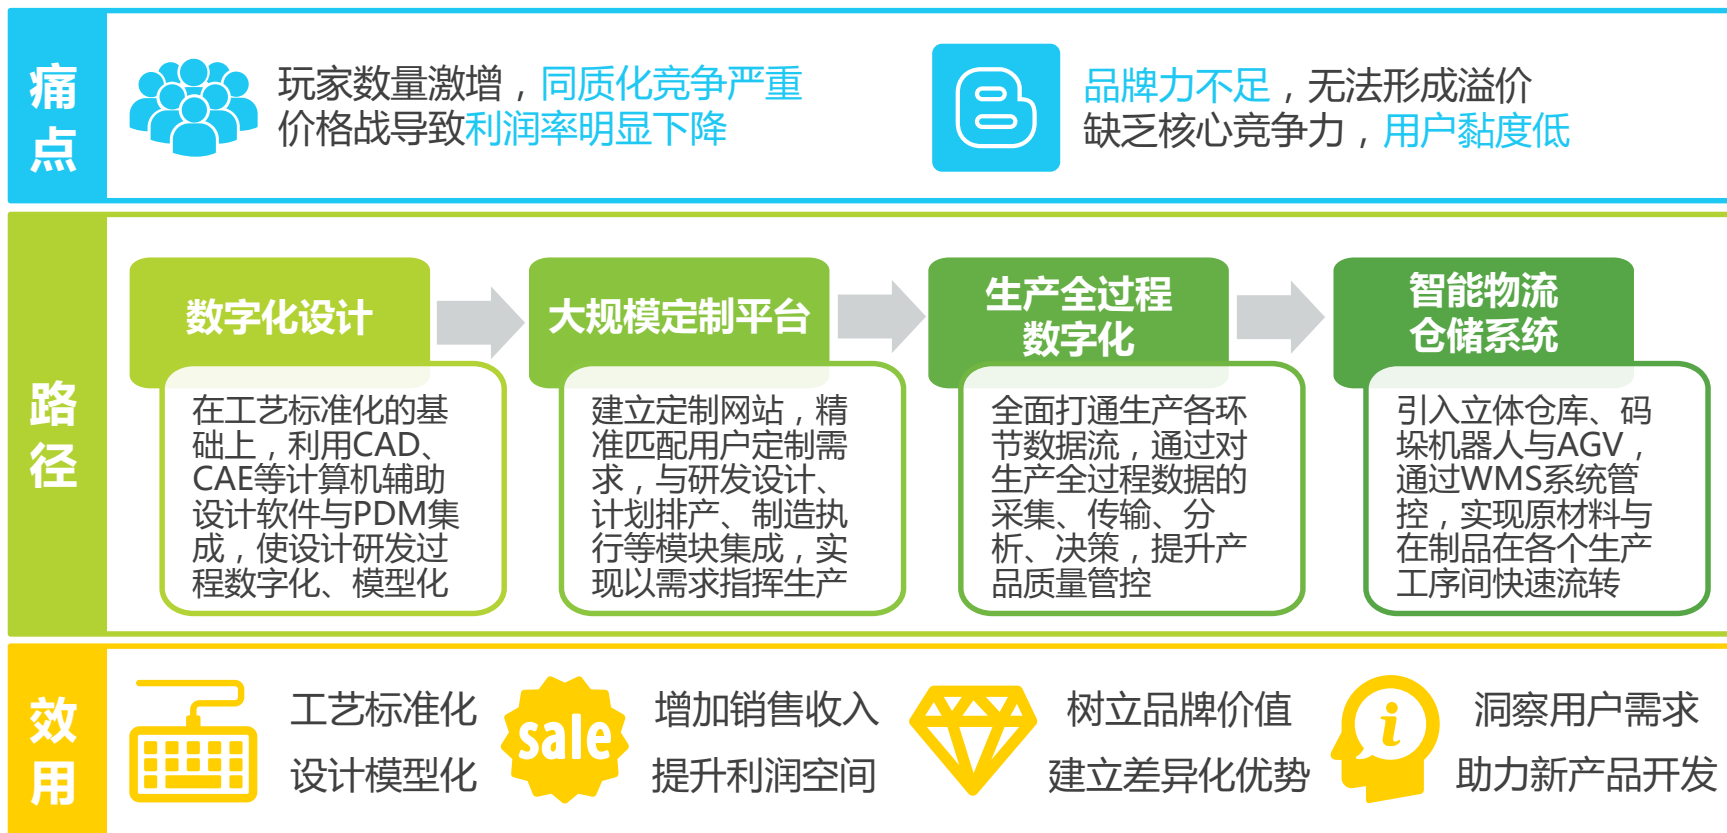 痛点
玩家数量激增，同质化竞争严重
价格战导致利润率明显下降
品牌力不足，无法形成溢价
缺乏核心竞争力，用户黏度低
路径
数字化设计
在工艺标准化的基
础上，利用CAD、
CAE等计算机辅助
设计软件与PDM集
成，使设计研发过
程数字化、模型化
大规模定制平台
建立定制网站，精
准匹配用户定制需
求，与研发设计、
计划排产、制造执
行等模块集成，实
现以需求指挥生产
生产全过程
数字化
全面打通生产各环
节数据流，通过对
生产全过程数据的
采集、传输、分
析、决策，提升产
品质量管控
智能物流
仓储系统
引入立体仓库、码
垛机器人与AGV，
通过WMS系统管
控，实现原材料与
在制品在各个生产
工序间快速流转
效用
工艺标准化
设计模型化
sale
增加销售收入
提升利润空间
树立品牌价值
建立差异化优势
i
洞察用户需求
助力新产品开发